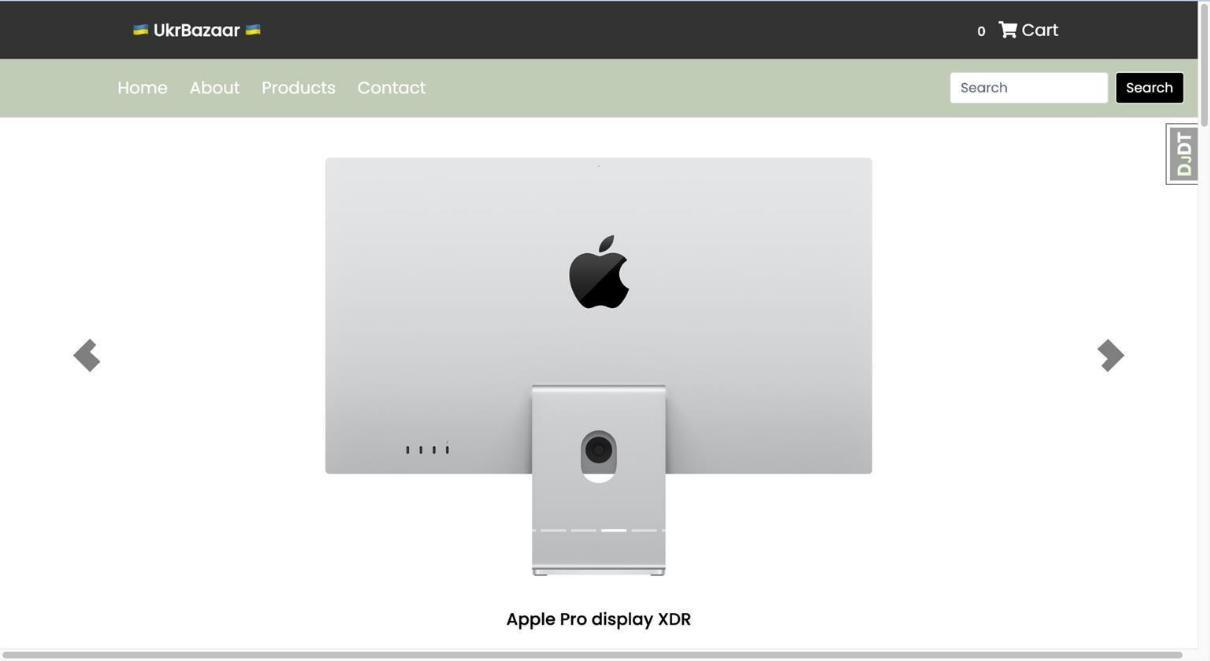 🇺🇦 UkrBazaar 🇺🇦
0 Cart
Home About Products Contact
Search Search
DJDT
Apple Pro display XDR